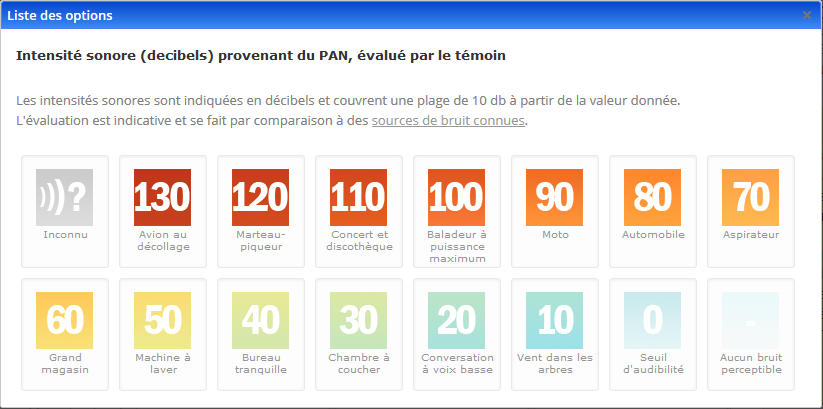 Liste des options
Intensité sonore (decibels) provenant du PAN, évalué par le témoin
Les intensités sonores sont indiquées en décibels et couvrent une plage de 10 db à partir de la valeur donnée.
L'évaluation est indicative et se fait par comparaison à des sources de bruit connues.
)))?
Inconnu
130
Avion au
décollage
120
Marteau-
piqueur
110
Concert et
discothèque
100
Baladeur à
puissance
maximum
90
Moto
80
Automobile
70
Aspirateur
60
Grand
magasin
50
Machine à
laver
40
Bureau
tranquille
30
Chambre à
coucher
20
Conversation
à voix basse
10
Vent dans les
arbres
0
Seuil
d'audibilité
-
Aucun bruit
perceptible